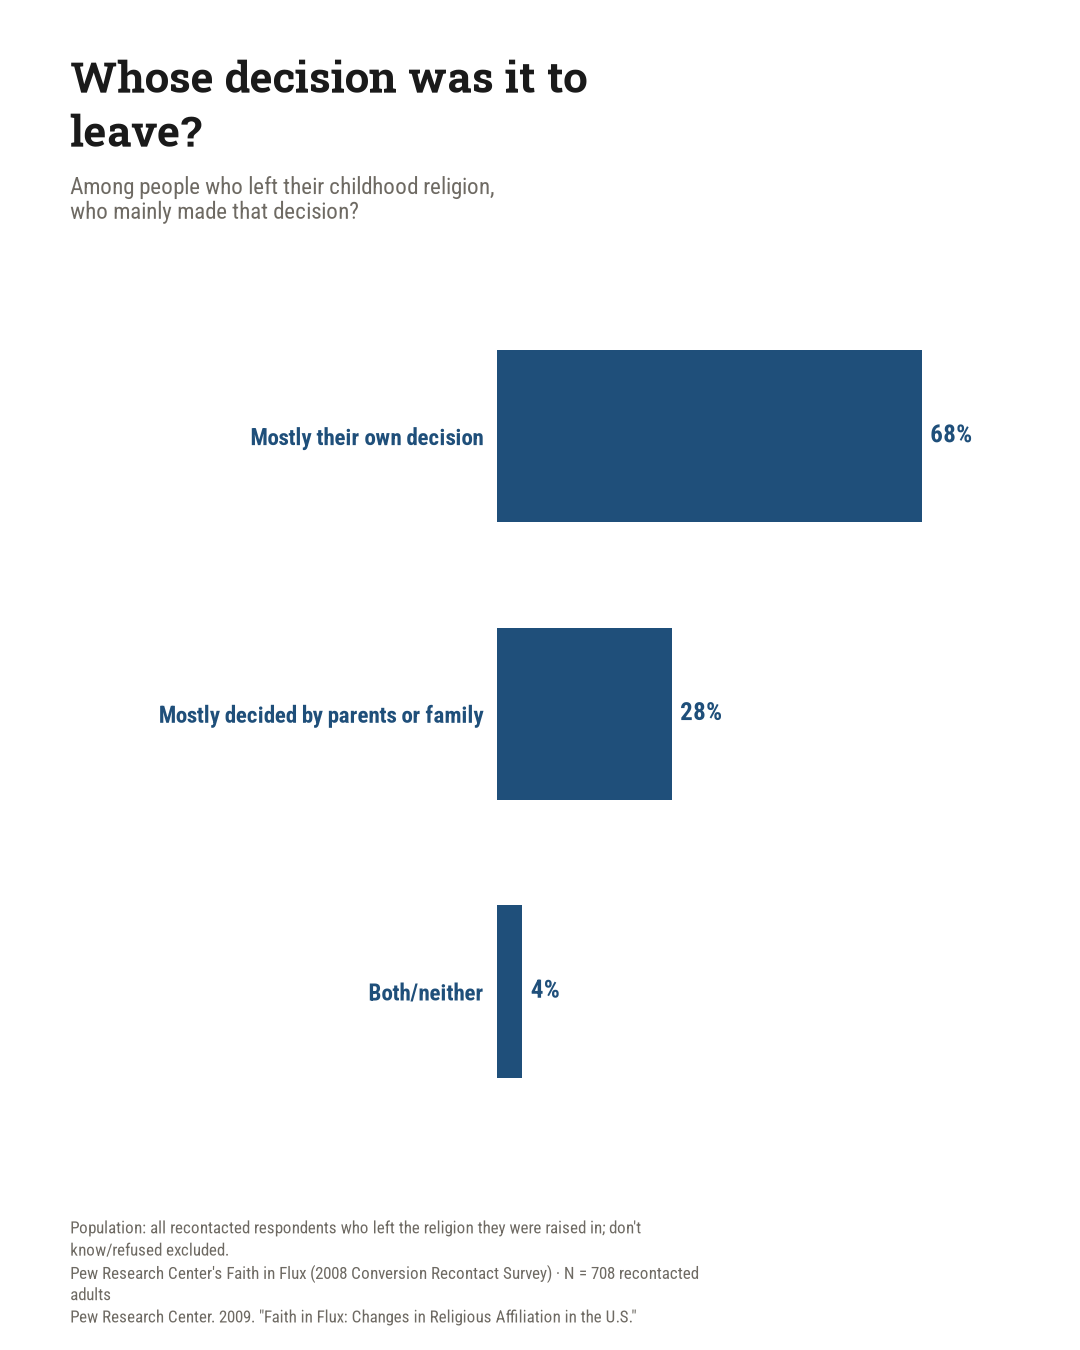 Whose decision was it to
leave?
Among people who left their childhood religion,
who mainly made that decision?
Mostly their own decision
68%
Mostly decided by parents or family
28%
Both/neither
4%
Population: all recontacted respondents who left the religion they were raised in; don't
know/refused excluded.
Pew Research Center's Faith in Flux (2008 Conversion Recontact Survey) · N = 708 recontacted
adults
Pew Research Center. 2009. "Faith in Flux: Changes in Religious Affiliation in the U.S."